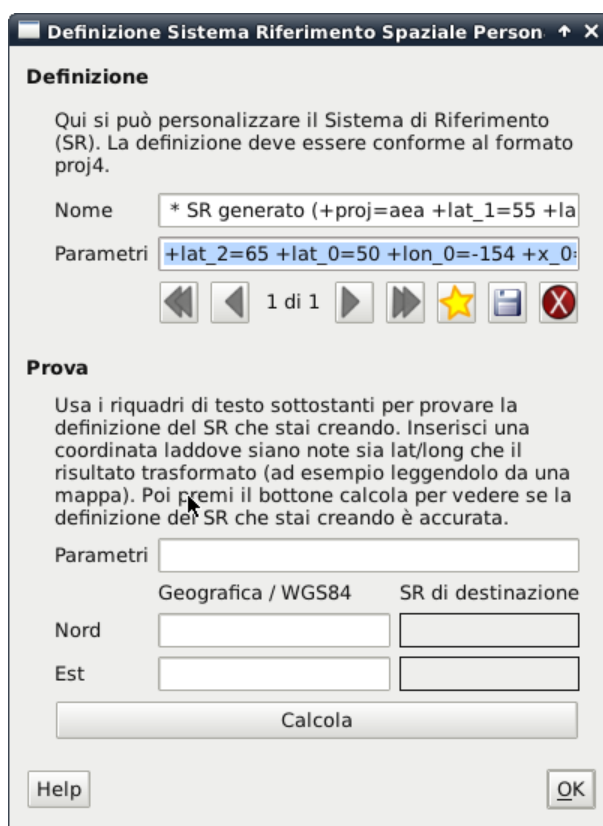 Definizione Sistema Riferimento Spaziale Person
Definizione
Qui si può personalizzare il Sistema di Riferimento
(SR). La definizione deve essere conforme al formato
proj4.
Nome * SR generato (+proj=aea +lat_1=55 +la
Parametri +lat_2=65 +lat_0=50 +lon_0=-154 +x_0=
1 di 1
Prova
Usa i riquadri di testo sottostanti per provare la
definizione del SR che stai creando. Inserisci una
coordinata laddove siano note sia lat/long che il
risultato trasformato (ad esempio leggendolo da una
mappa). Poi premi il bottone calcola per vedere se la
definizione del SR che stai creando è accurata.
Parametri
Geografica / WGS84 SR di destinazione
Nord
Est
Calcola
Help OK